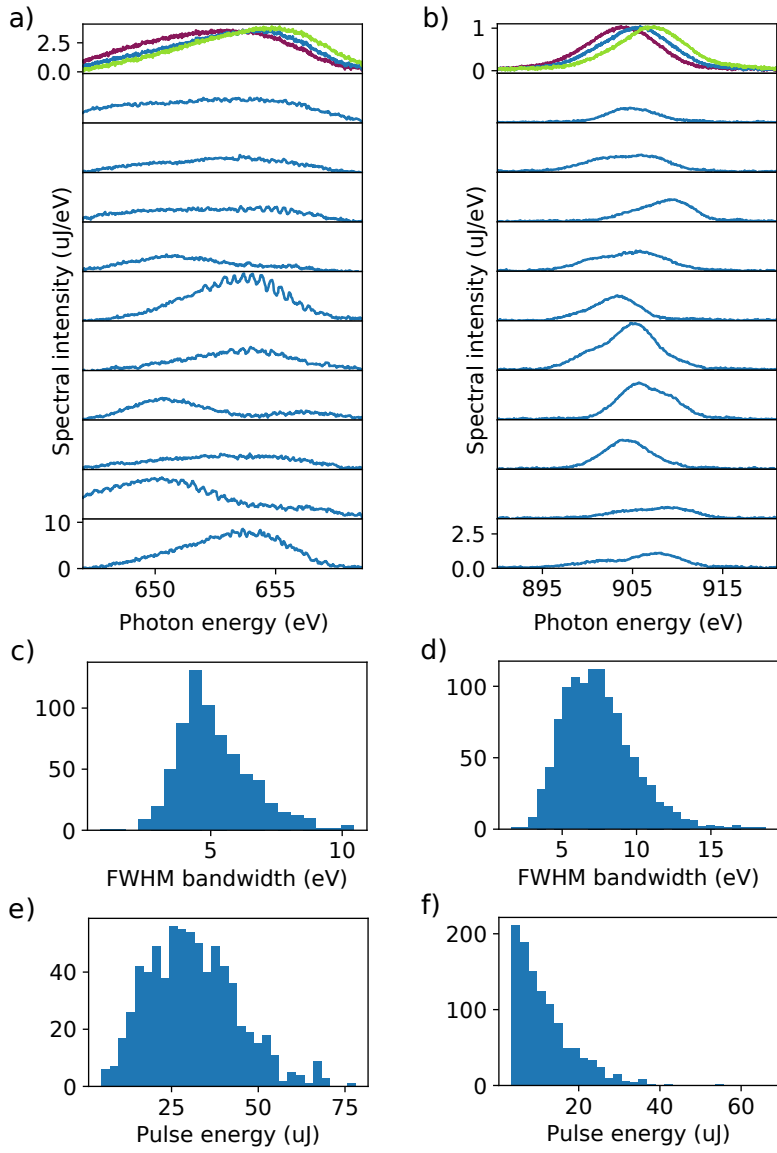 a)
b)
2.5
0.0
1
0
Spectral intensity (uJ/eV)
Spectral intensity (uJ/eV)
10
0
2.5
0.0
650
655
895
905
915
Photon energy (eV)
Photon energy (eV)
c)
d)
100
50
0
100
50
0
5
10
5
10
15
FWHM bandwidth (eV)
FWHM bandwidth (eV)
e)
f)
40
20
0
200
100
0
25
50
75
20
40
60
Pulse energy (uJ)
Pulse energy (uJ)